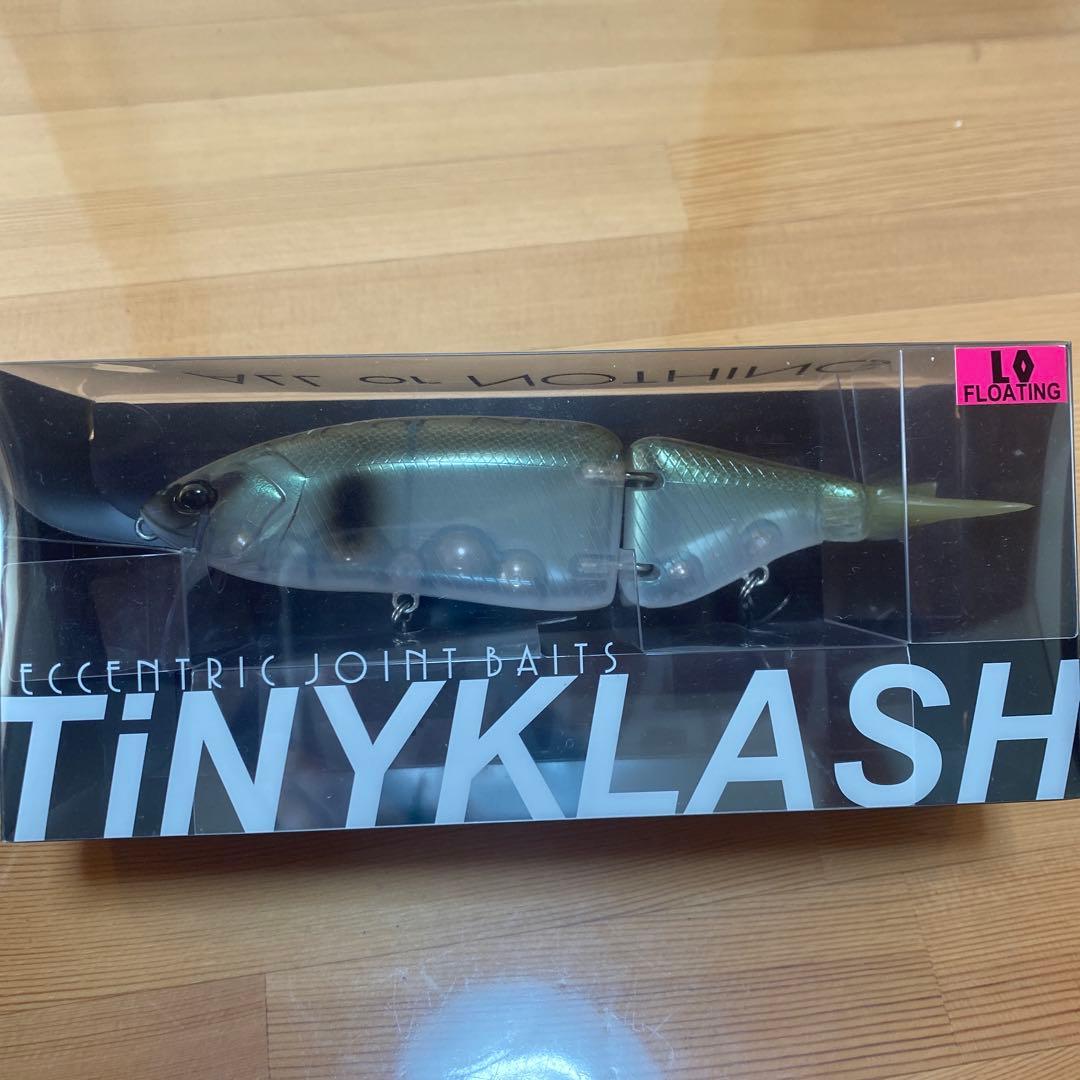 ALL or NOTHING
LO
FLOATING
ECCENTRIC JOINT BAITS
TiNYKLASH